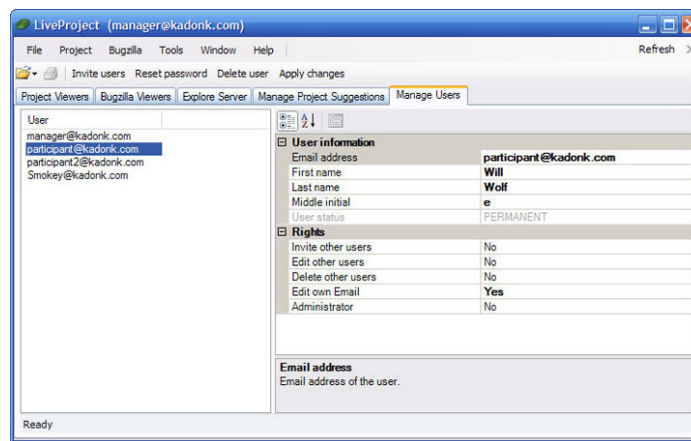 LiveProject (manager@kadonk.com)
File Project Bugzilla Tools Window Help Refresh
Invite users Reset password Delete user Apply changes
Project Viewers Bugzilla Viewers Explore Server Manage Project Suggestions Manage Users
User
manager@kadonk.com
participant@kadonk.com
participant2@kadonk.com
Smokey@kadonk.com
User information
Email address participant@kadonk.com
First name Will
Last name Wolf
Middle initial e
User status PERMANENT
Rights
Invite other users No
Edit other users No
Delete other users No
Edit own Email Yes
Administrator No
Email address
Email address of the user.
Ready